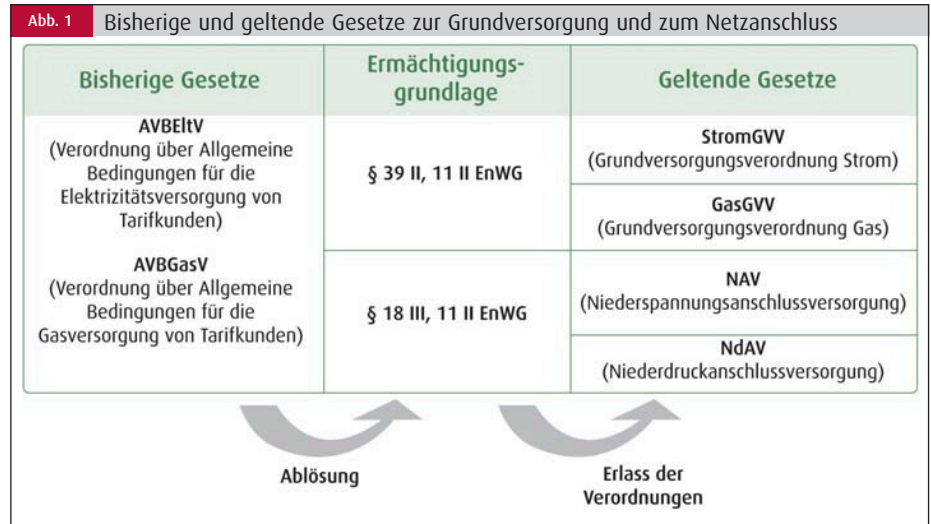 Abb. 1
Bisherige und geltende Gesetze zur Grundversorgung und zum Netzanschluss
Bisherige Gesetze
Ermächtigungs-
grundlage
Geltende Gesetze
AVBEltV
(Verordnung über Allgemeine
Bedingungen für die
Elektrizitätsversorgung von
Tarifkunden)
§ 39 II, 11 II EnWG
StromGVV
(Grundversorgungsverordnung Strom)
GasGVV
(Grundversorgungsverordnung Gas)
AVBGasV
(Verordnung über Allgemeine
Bedingungen für die
Gasversorgung von Tarifkunden)
§ 18 III, 11 II EnWG
NAV
(Niederspannungsanschlussversorgung)
NdAV
(Niederdruckanschlussversorgung)
Ablösung
Erlass der
Verordnungen